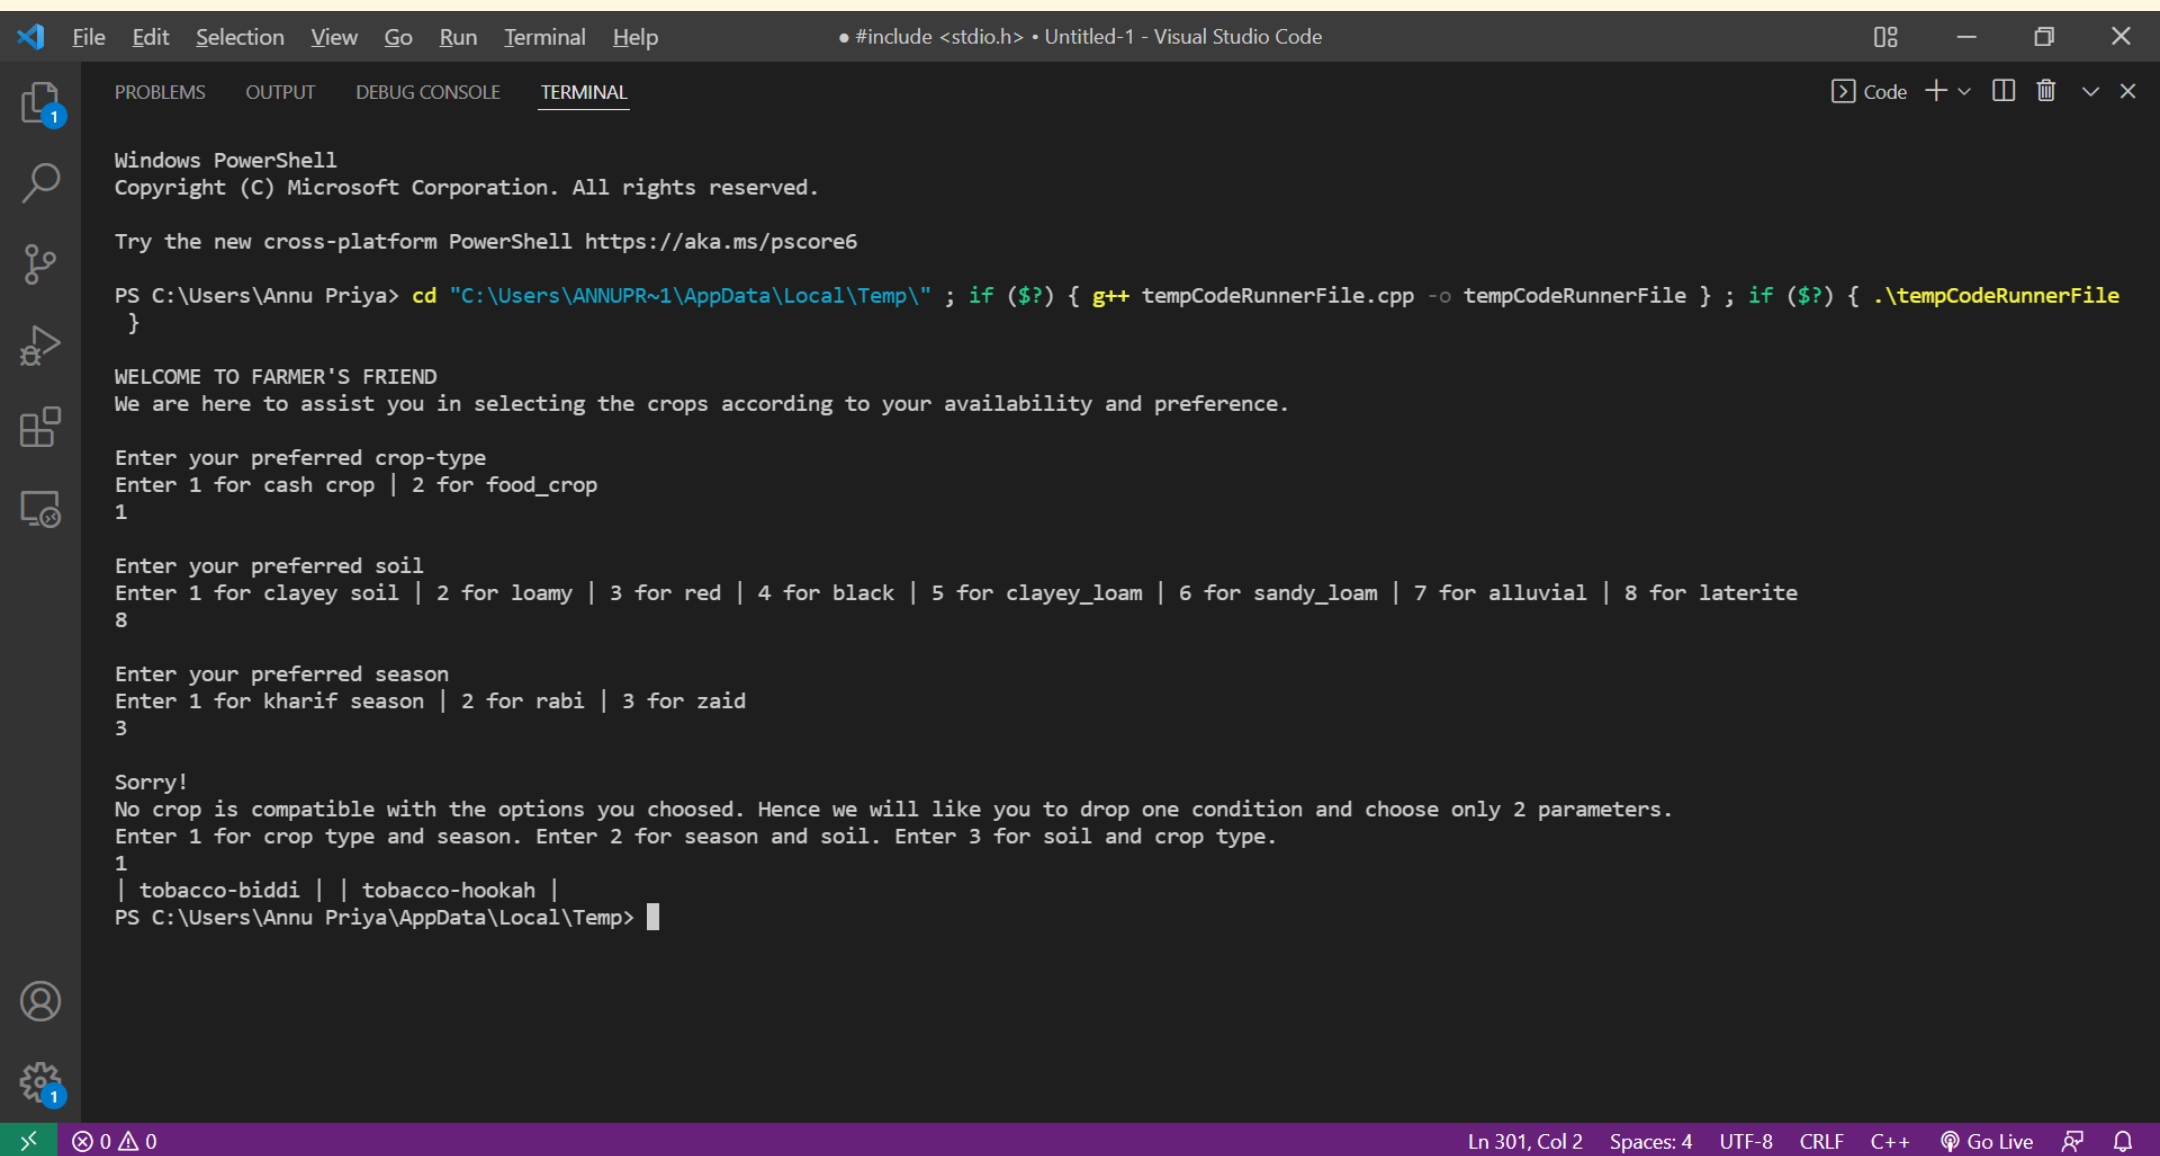 File Edit Selection View Go Run Terminal Help ● #include <stdio.h> • Untitled-1 - Visual Studio Code
PROBLEMS OUTPUT DEBUG CONSOLE TERMINAL Code
1
Windows PowerShell
Copyright (C) Microsoft Corporation. All rights reserved.
Try the new cross-platform PowerShell https://aka.ms/pscore6
PS C:\Users\Annu Priya> cd "C:\Users\ANNUPR~1\AppData\Local\Temp\" ; if ($?) { g++ tempCodeRunnerFile.cpp -o tempCodeRunnerFile } ; if ($?) { .\tempCodeRunnerFile
}
WELCOME TO FARMER'S FRIEND
We are here to assist you in selecting the crops according to your availability and preference.
Enter your preferred crop-type
Enter 1 for cash crop | 2 for food_crop
1
Enter your preferred soil
Enter 1 for clayey soil | 2 for loamy | 3 for red | 4 for black | 5 for clayey_loam | 6 for sandy_loam | 7 for alluvial | 8 for laterite
8
Enter your preferred season
Enter 1 for kharif season | 2 for rabi | 3 for zaid
3
Sorry!
No crop is compatible with the options you choosed. Hence we will like you to drop one condition and choose only 2 parameters.
Enter 1 for crop type and season. Enter 2 for season and soil. Enter 3 for soil and crop type.
1
| tobacco-biddi | | tobacco-hookah |
PS C:\Users\Annu Priya\AppData\Local\Temp>
1
0 0 Ln 301, Col 2 Spaces: 4 UTF-8 CRLF C++ Go Live